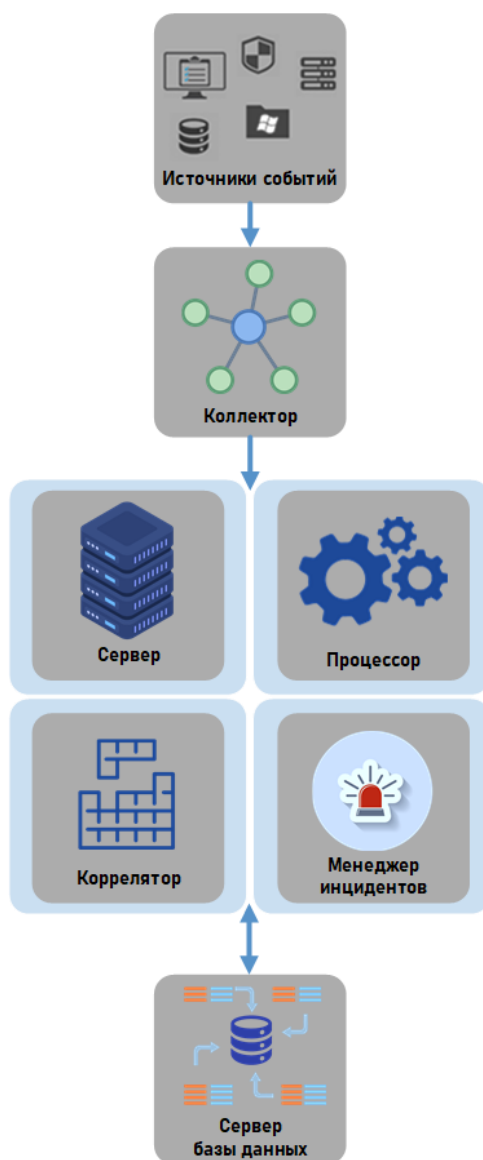 Источники событий
Коллектор
Сервер
Процессор
Коррелятор
Менеджер
инцидентов
Сервер
базы данных